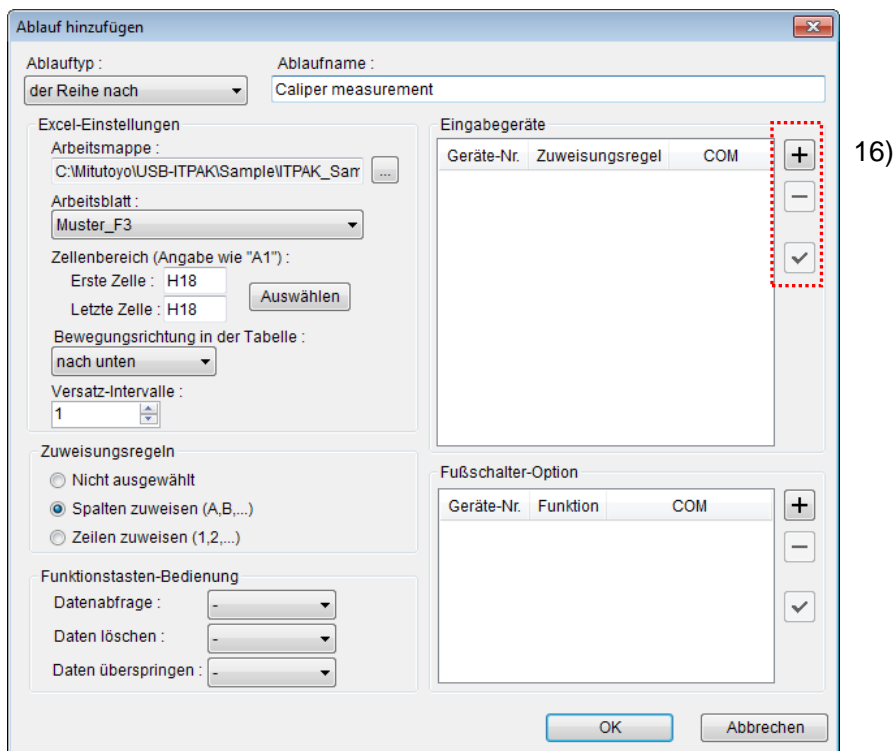 Ablauf hinzufügen
Ablauftyp : Ablaufname :
der Reihe nach Caliper measurement
Excel-Einstellungen
Arbeitsmappe :
C:\Mitutoyo\USB-ITPAK\Sample\ITPAK_Sam ...
Arbeitsblatt :
Muster_F3
Zellenbereich (Angabe wie "A1") :
Erste Zelle : H18
Auswählen
Letzte Zelle : H18
Bewegungsrichtung in der Tabelle :
nach unten
Versatz-Intervalle :
1
Zuweisungsregeln
Nicht ausgewählt
Spalten zuweisen (A,B,...)
Zeilen zuweisen (1,2,...)
Funktionstasten-Bedienung
Datenabfrage : -
Daten löschen : -
Daten überspringen : -
Eingabegeräte
Geräte-Nr. Zuweisungsregel COM
16)
Fußschalter-Option
Geräte-Nr. Funktion COM
OK Abbrechen